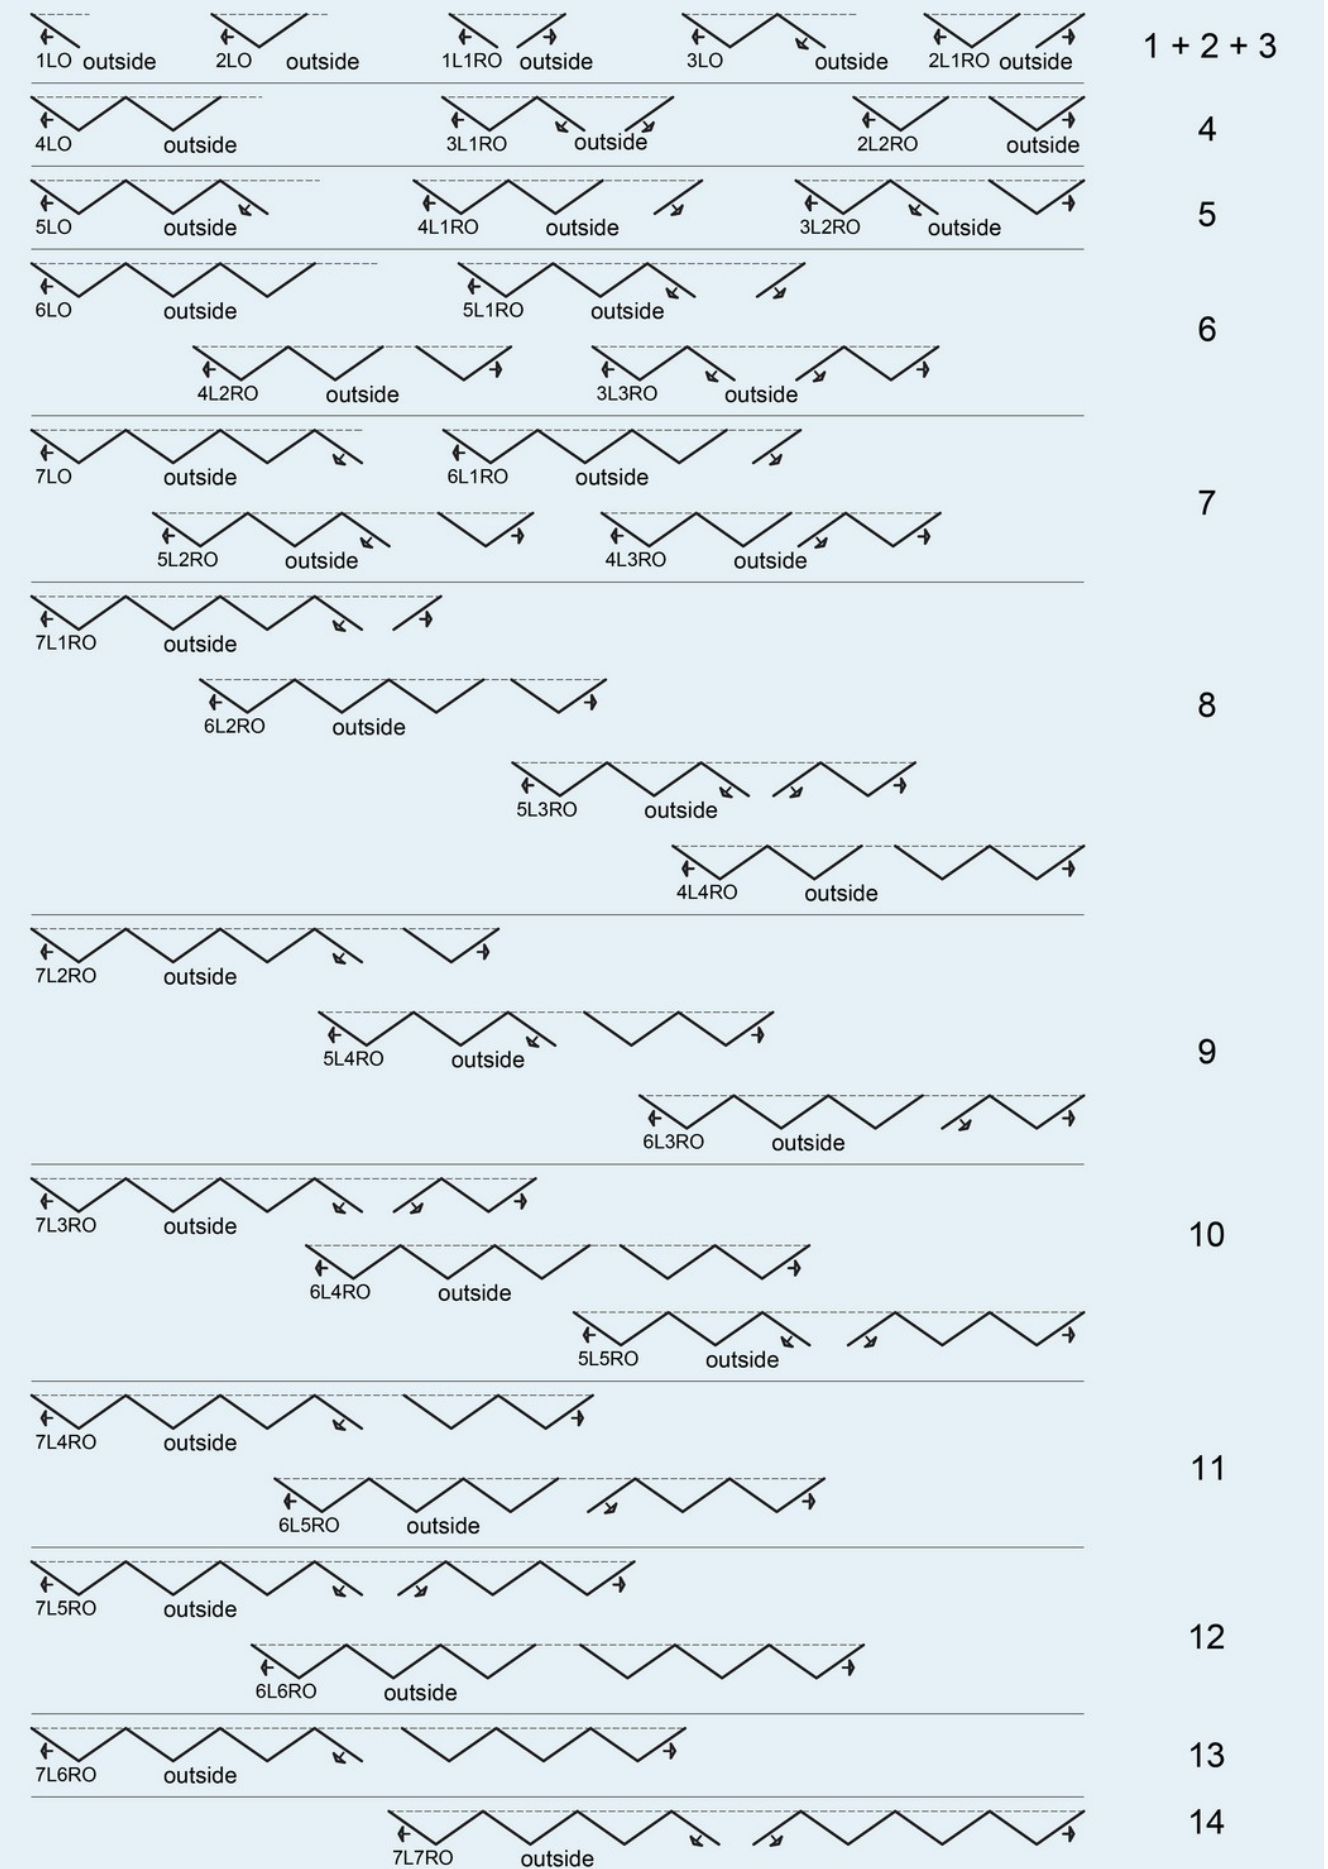 1LO outside 2LO outside 1L1RO outside 3LO outside 2L1RO outside 1 + 2 + 3
4LO outside 3L1RO outside 2L2RO outside 4
5LO outside 4L1RO outside 3L2RO outside 5
6LO outside 5L1RO outside
6
4L2RO outside 3L3RO outside
7LO outside 6L1RO outside
7
5L2RO outside 4L3RO outside
7L1RO outside
6L2RO outside 8
5L3RO outside
4L4RO outside
7L2RO outside
5L4RO outside 9
6L3RO outside
7L3RO outside 10
6L4RO outside
5L5RO outside
7L4RO outside
11
6L5RO outside
7L5RO outside
12
6L6RO outside
7L6RO outside 13
14
7L7RO outside